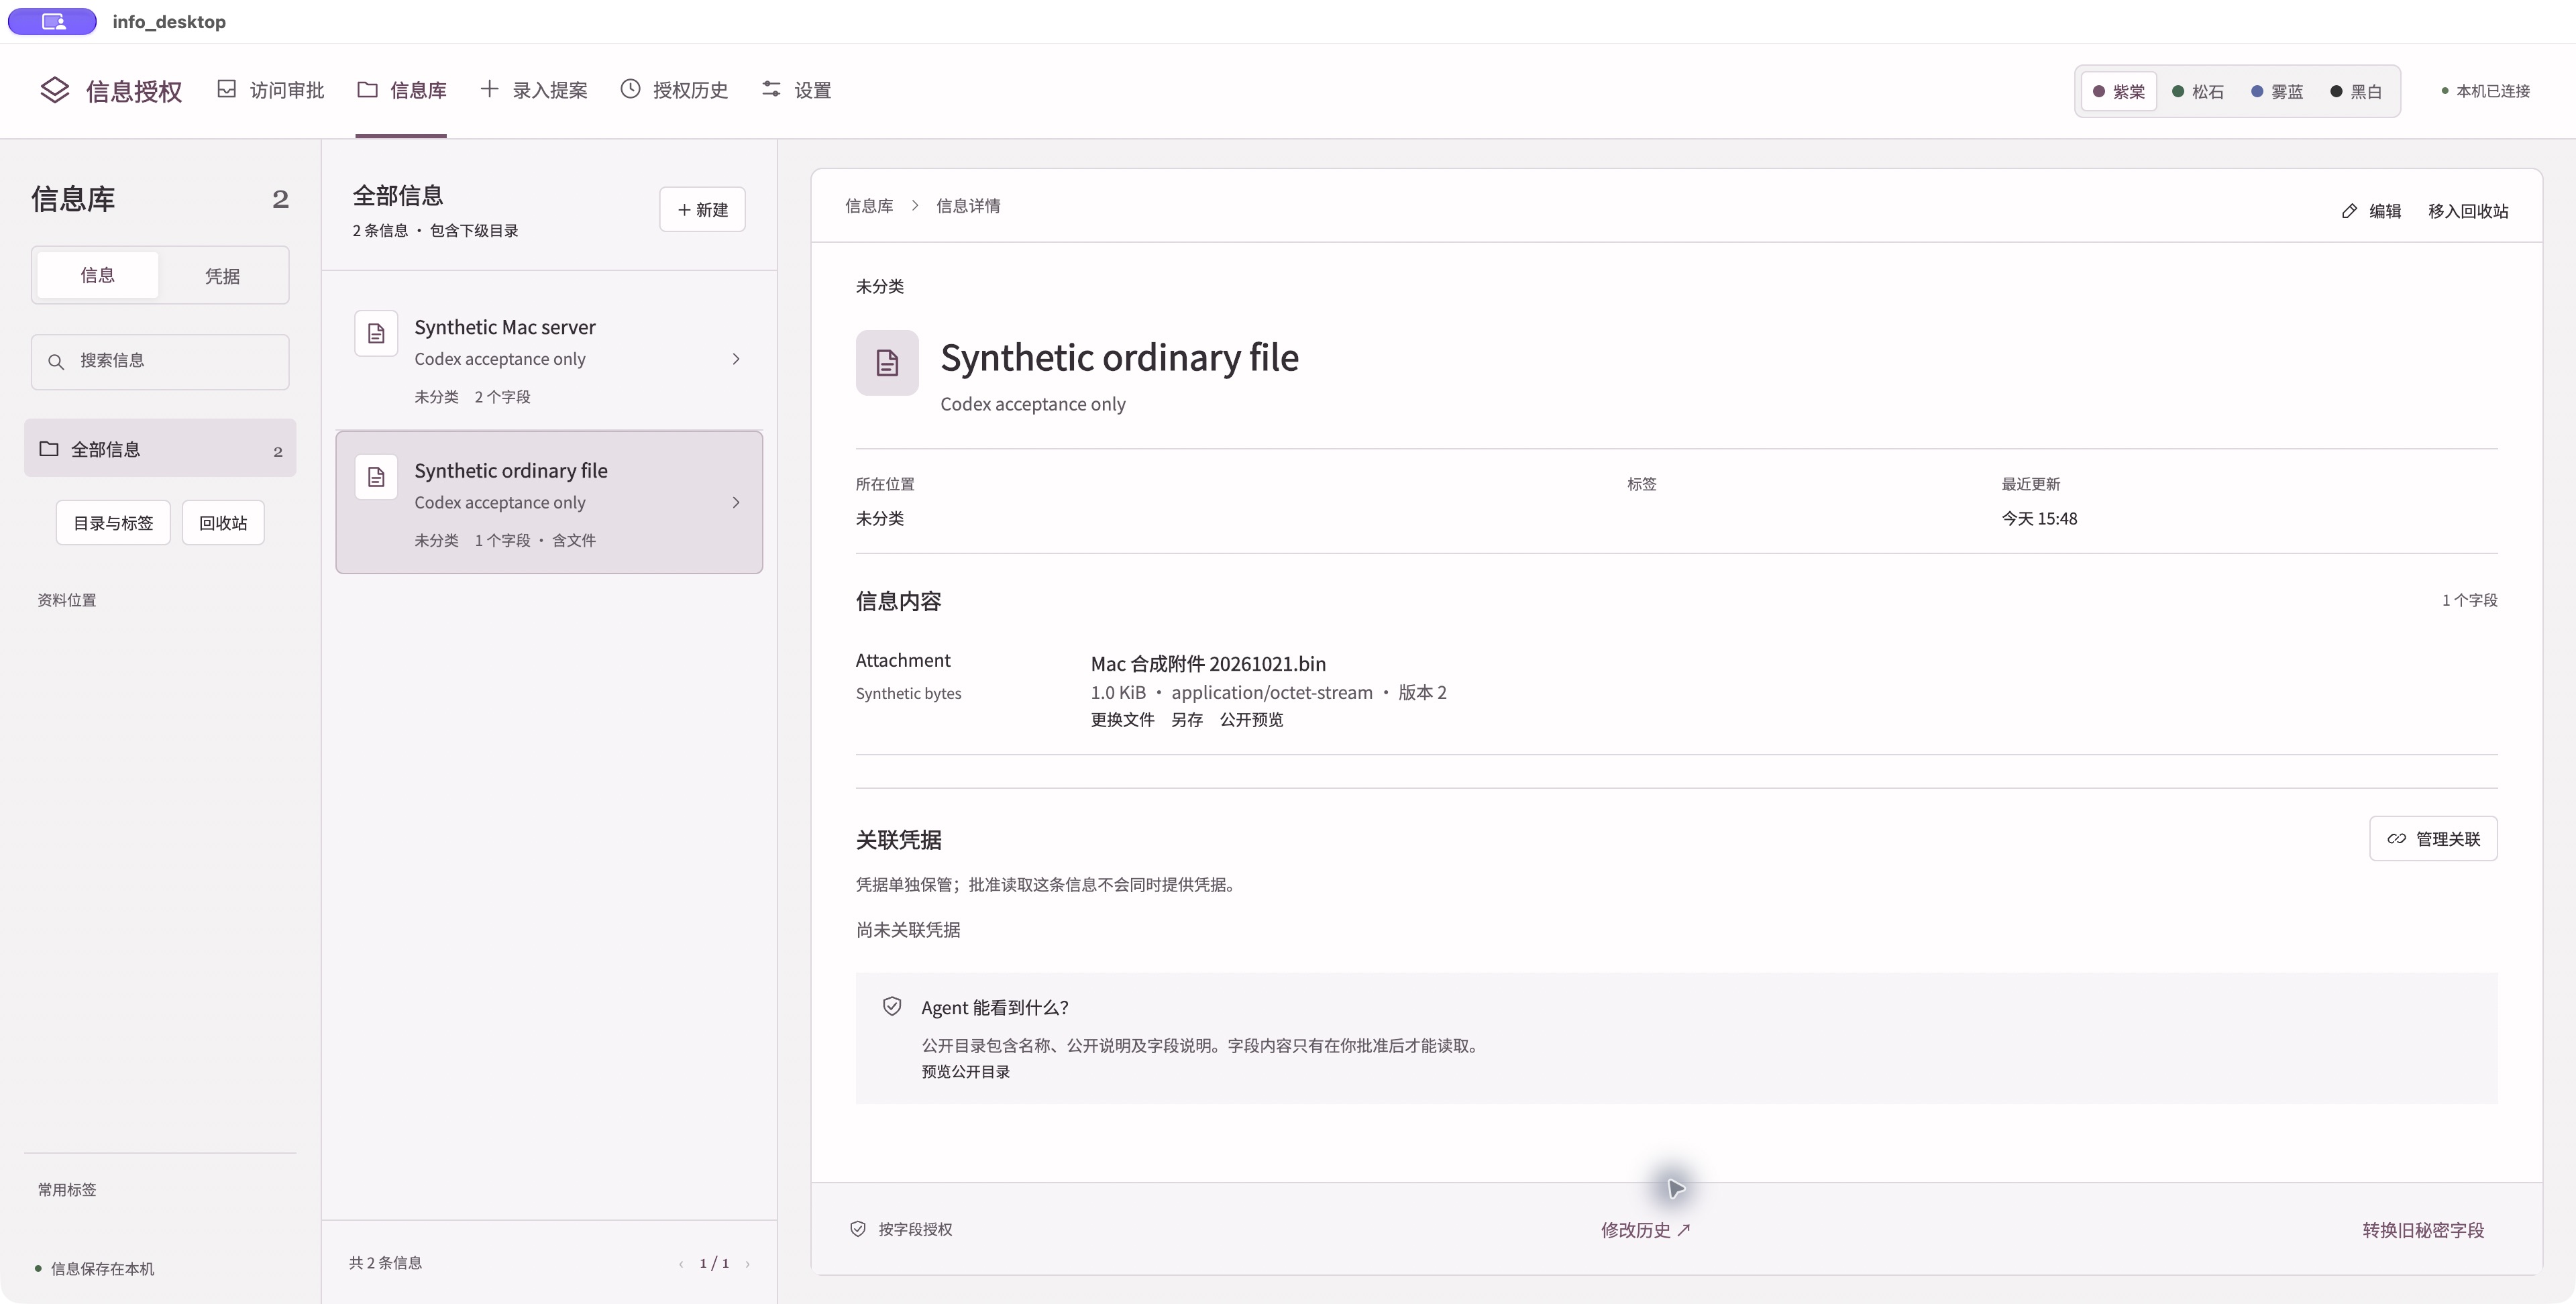 info_desktop
信息授权 访问审批 信息库 录入提案 授权历史 设置 紫棠 松石 雾蓝 黑白 本机已连接
信息库 2
信息 凭据
搜索信息
全部信息 2
目录与标签 回收站
资料位置
常用标签
信息保存在本机
全部信息
2 条信息 · 包含下级目录
+ 新建
Synthetic Mac server
Codex acceptance only
未分类 2 个字段
Synthetic ordinary file
Codex acceptance only
未分类 1 个字段 · 含文件
共 2 条信息 ‹ 1 / 1 ›
信息库 > 信息详情 编辑 移入回收站
未分类
Synthetic ordinary file
Codex acceptance only
所在位置 标签 最近更新
未分类 今天 15:48
信息内容 1 个字段
Attachment Mac 合成附件 20261021.bin
Synthetic bytes 1.0 KiB · application/octet-stream · 版本 2
更换文件 另存 公开预览
关联凭据 管理关联
凭据单独保管；批准读取这条信息不会同时提供凭据。
尚未关联凭据
Agent 能看到什么？
公开目录包含名称、公开说明及字段说明。字段内容只有在你批准后才能读取。
预览公开目录
按字段授权 修改历史 ↗ 转换旧秘密字段